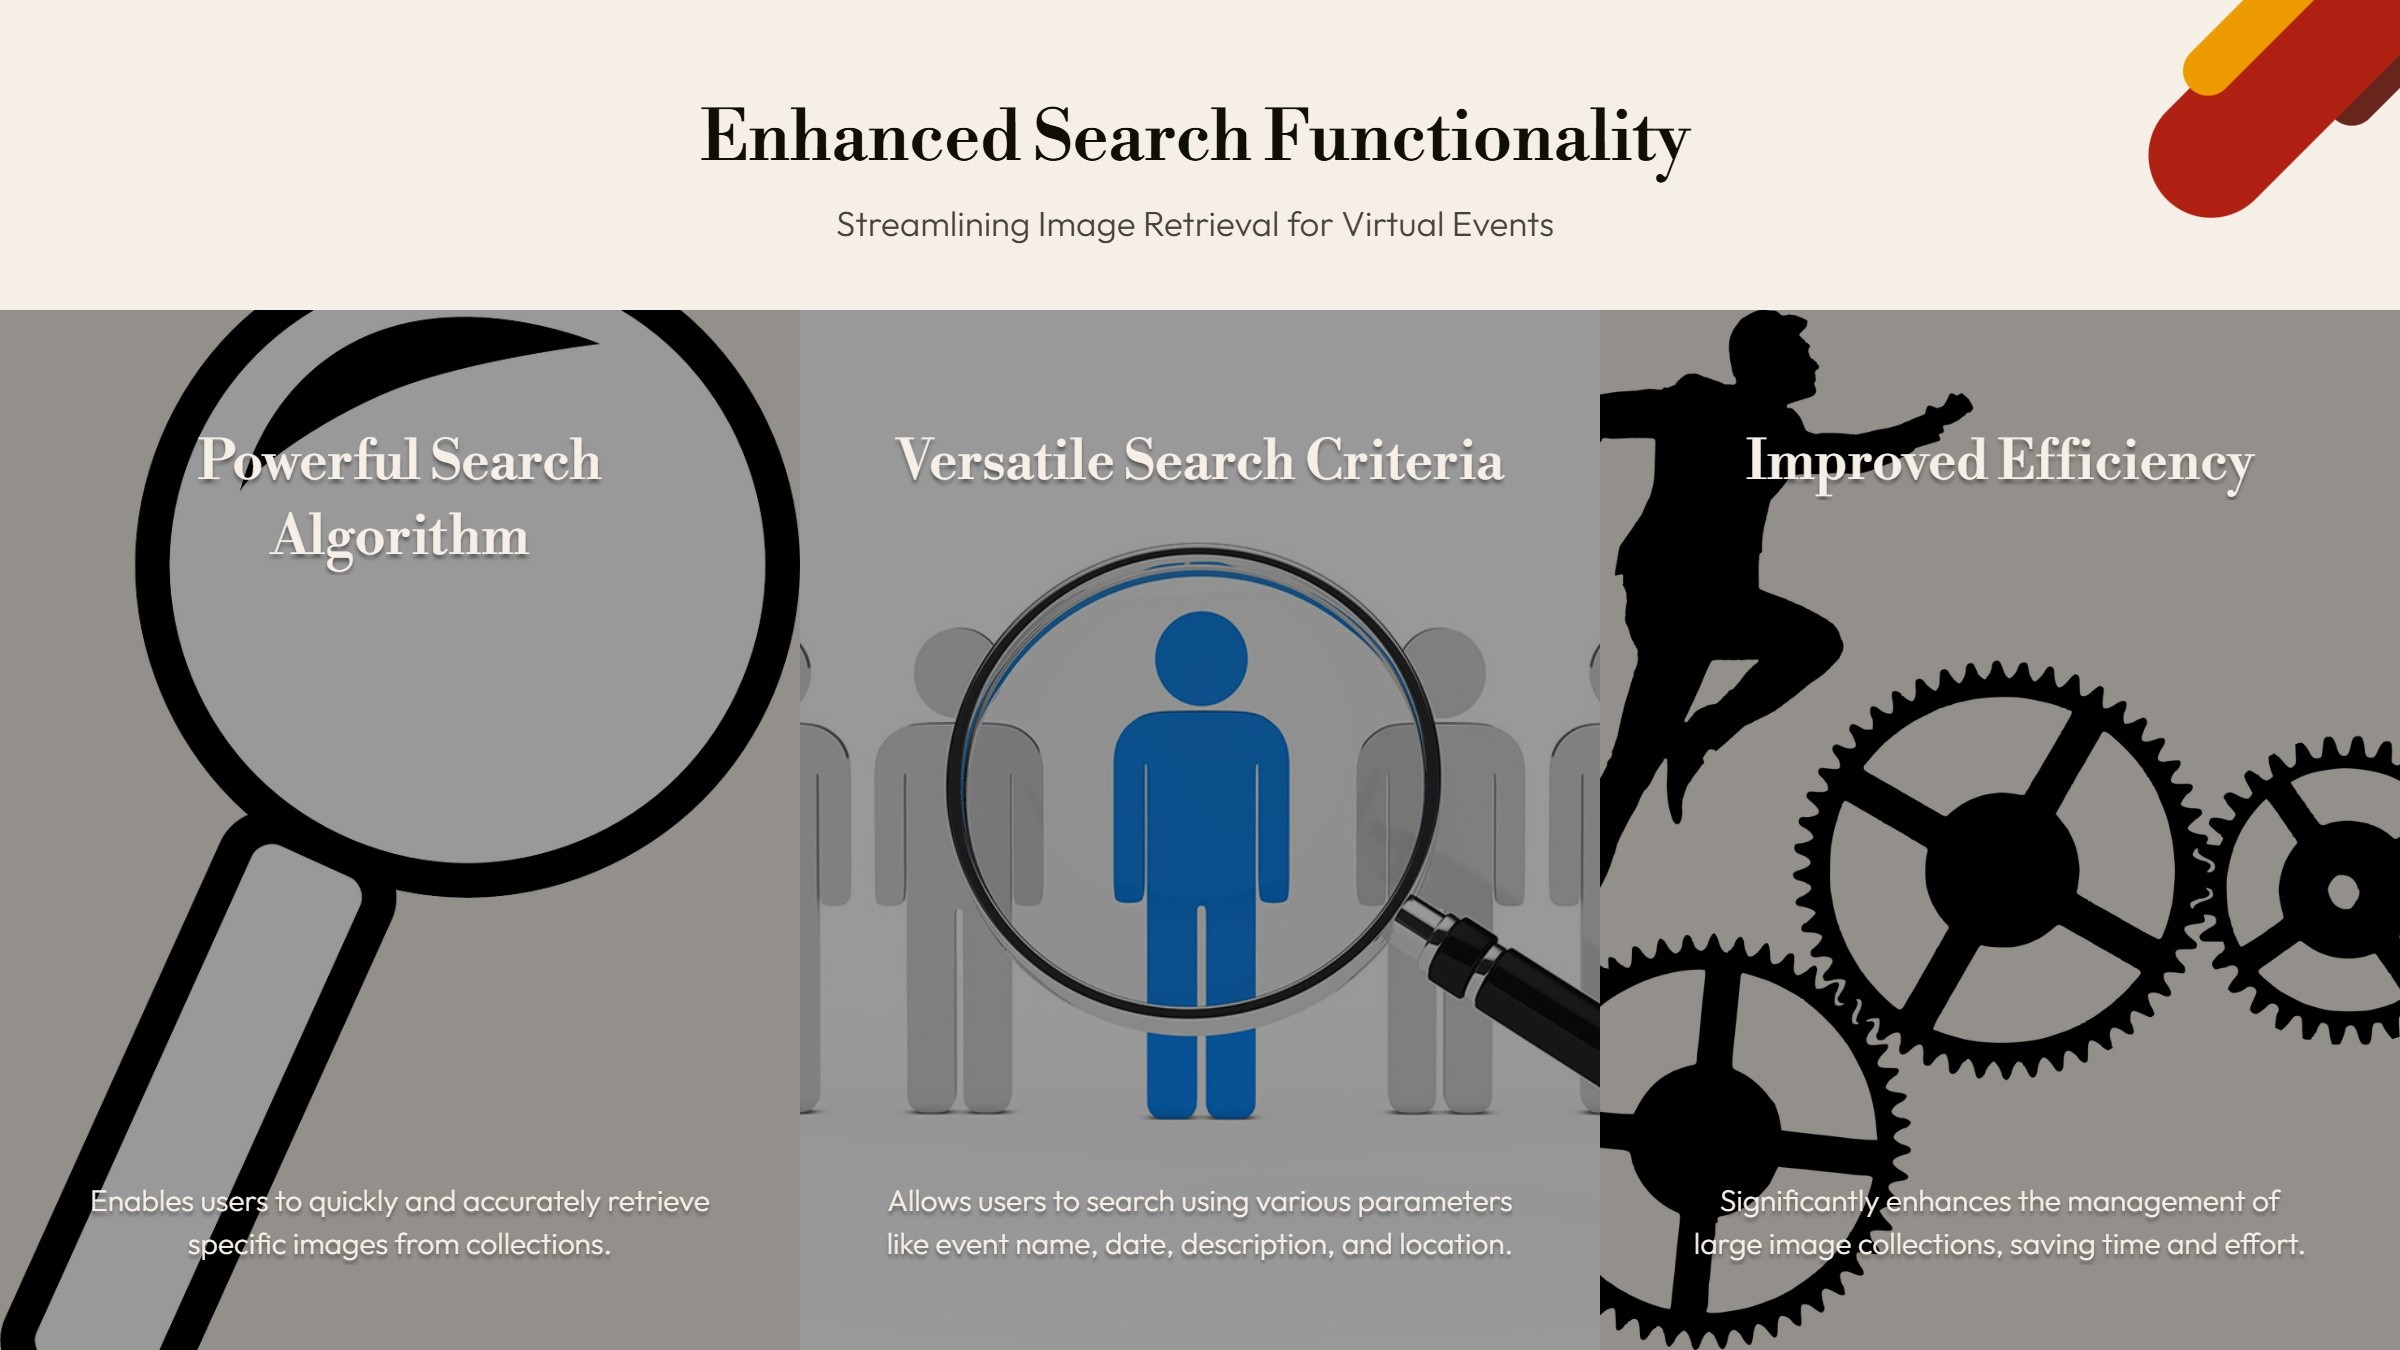 Enhanced Search Functionality
Streamlining Image Retrieval for Virtual Events
Powerful Search
Algorithm
Enables users to quickly and accurately retrieve
specific images from collections.
Versatile Search Criteria
Allows users to search using various parameters
like event name, date, description, and location.
Improved Efficiency
Significantly enhances the management of
large image collections, saving time and effort.